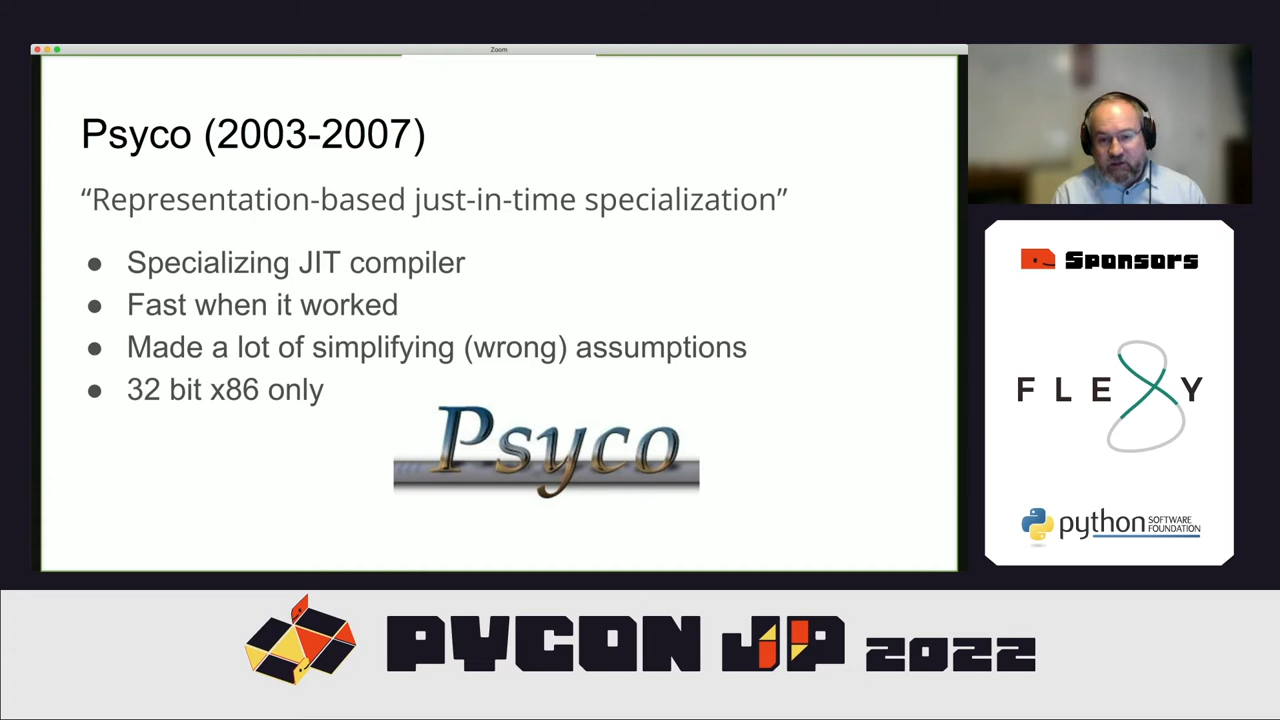 Zoom
Psyco (2003-2007)
“Representation-based just-in-time specialization”
● Specializing JIT compiler
● Fast when it worked
● Made a lot of simplifying (wrong) assumptions
● 32 bit x86 only
Psyco
Sponsors
FLE8Y
python SOFTWARE FOUNDATION
PYCON JP 2022